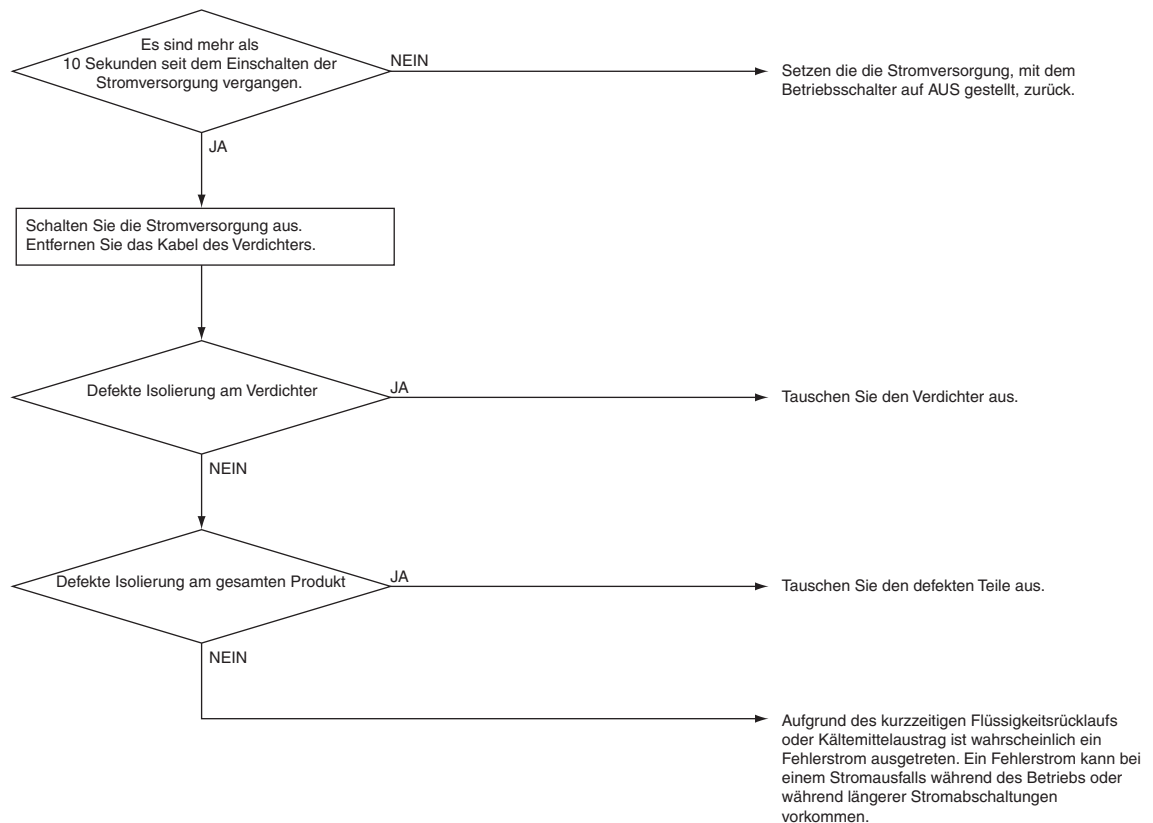 Es sind mehr als
10 Sekunden seit dem Einschalten der
Stromversorgung vergangen.
NEIN
Setzen die die Stromversorgung, mit dem
Betriebsschalter auf AUS gestellt, zurück.
JA
Schalten Sie die Stromversorgung aus.
Entfernen Sie das Kabel des Verdichters.
Defekte Isolierung am Verdichter
JA
Tauschen Sie den Verdichter aus.
NEIN
Defekte Isolierung am gesamten Produkt
JA
Tauschen Sie den defekten Teile aus.
NEIN
Aufgrund des kurzzeitigen Flüssigkeitsrücklaufs
oder Kältemittelaustrag ist wahrscheinlich ein
Fehlerstrom ausgetreten. Ein Fehlerstrom kann bei
einem Stromausfalls während des Betriebs oder
während längerer Stromabschaltungen
vorkommen.